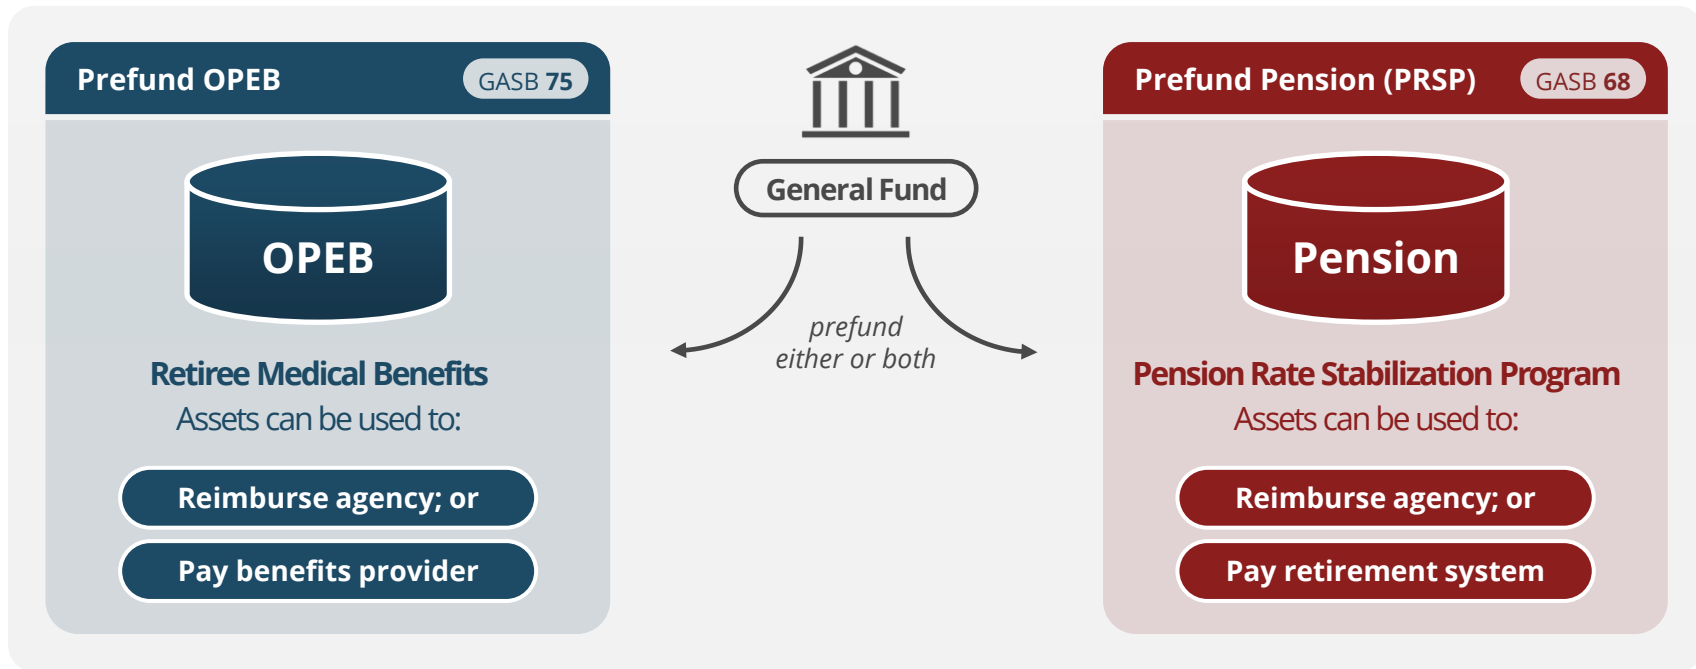 Prefund OPEB
GASB 75
OPEB
Retiree Medical Benefits
Assets can be used to:
Reimburse agency; or
Pay benefits provider
General Fund
prefund
either or both
Prefund Pension (PRSP)
GASB 68
Pension
Pension Rate Stabilization Program
Assets can be used to:
Reimburse agency; or
Pay retirement system